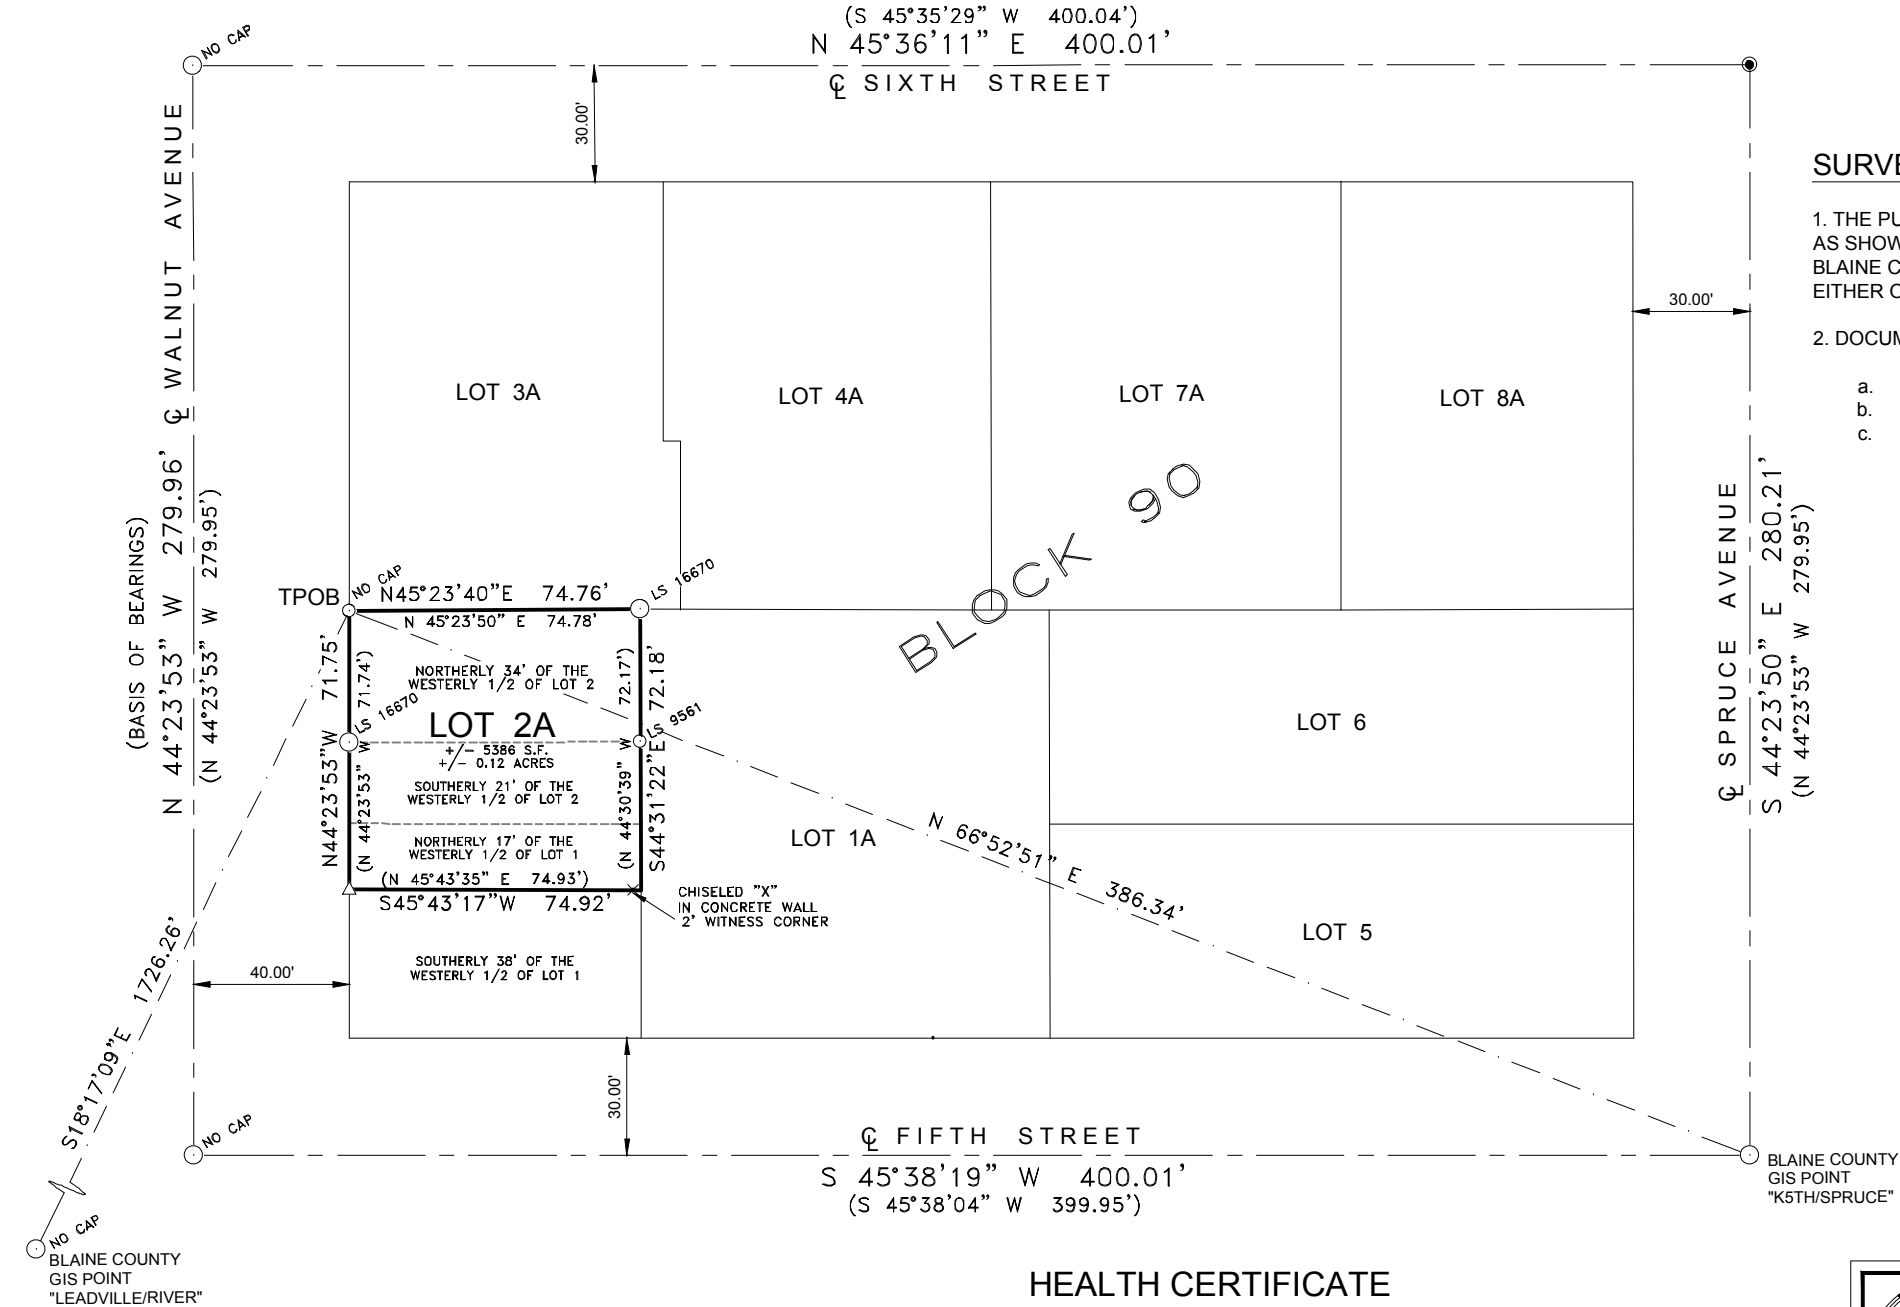 (S 45°35'29" W 400.04')
N 45°36'11" E 400.01'
℄ SIXTH STREET
NO CAP
30.00'
℄ WALNUT AVENUE
N 44°23'53" W 279.96'
(N 44°23'53" W 279.95')
(BASIS OF BEARINGS)
LOT 3A
LOT 4A
LOT 7A
LOT 8A
30.00'
BLOCK 90
TPOB
NO CAP
N45°23'40"E 74.76'
N 45°23'50" E 74.78'
LS 16670
NORTHERLY 34' OF THE
WESTERLY 1/2 OF LOT 2
N44°23'53"W 71.75'
(N 44°23'53" W 71.74')
LS 16670
LOT 2A
+/- 5386 S.F.
+/- 0.12 ACRES
(N 44°30'39" W 72.17')
S44°31'22"E 72.18'
LS 9561
SOUTHERLY 21' OF THE
WESTERLY 1/2 OF LOT 2
NORTHERLY 17' OF THE
WESTERLY 1/2 OF LOT 1
(N 45°43'35" E 74.93')
S45°43'17"W 74.92'
CHISELED "X"
IN CONCRETE WALL
2' WITNESS CORNER
SOUTHERLY 38' OF THE
WESTERLY 1/2 OF LOT 1
LOT 1A
N 66°52'51" E 386.34'
LOT 6
LOT 5
℄ SPRUCE AVENUE
S 44°23'50" E 280.21'
(N 44°23'53" W 279.95')
40.00'
S18°17'09"E 1726.26'
30.00'
NO CAP
℄ FIFTH STREET
S 45°38'19" W 400.01'
(S 45°38'04" W 399.95')
NO CAP
BLAINE COUNTY
GIS POINT
"LEADVILLE/RIVER"
BLAINE COUNTY
GIS POINT
"K5TH/SPRUCE"
HEALTH CERTIFICATE
SURVE
1. THE PU
AS SHOW
BLAINE C
EITHER O
2. DOCUM
a.
b.
c.